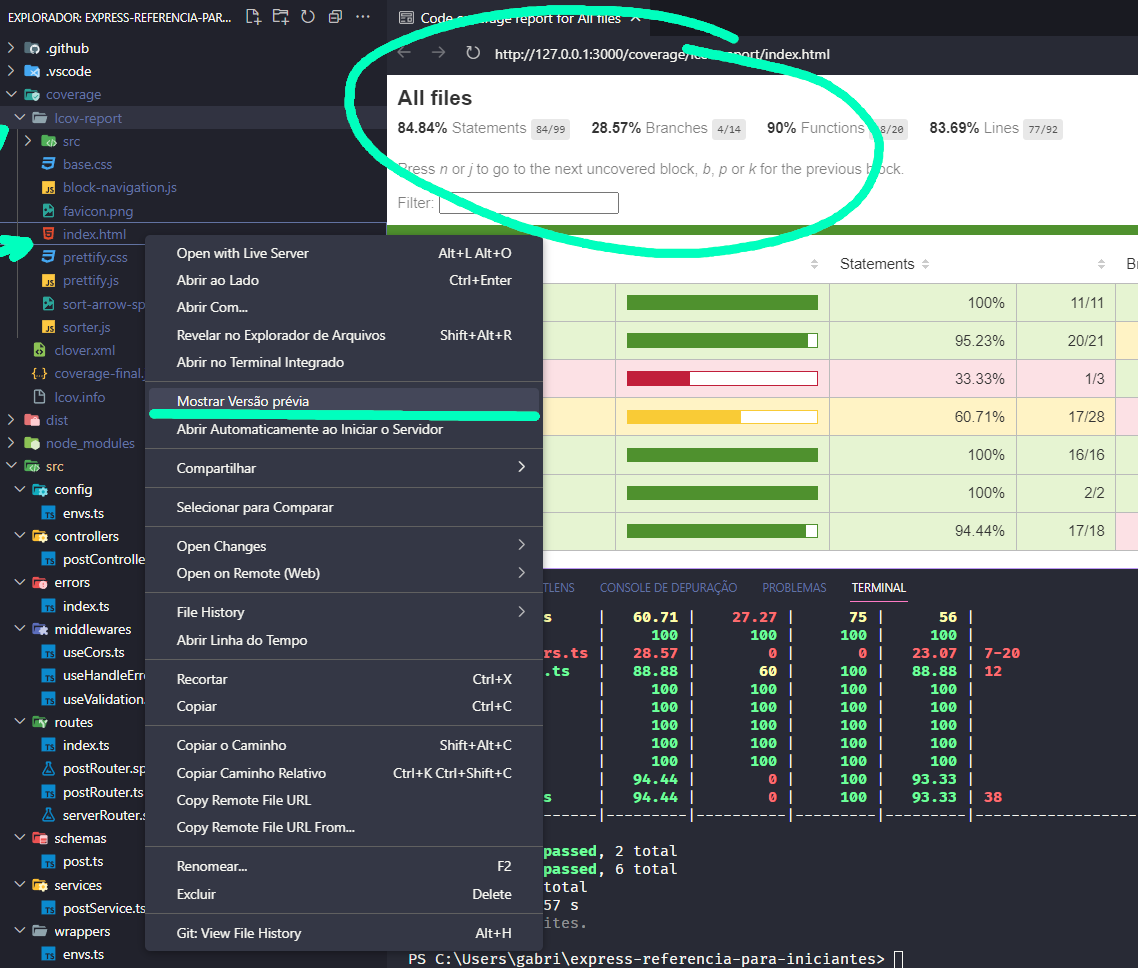 EXPLORADOR: EXPRESS-REFERENCIA-PAR...
.github
.vscode
coverage
lcov-report
src
base.css
block-navigation.js
favicon.png
index.html
prettify.css
prettify.js
sort-arrow-sp
sorter.js
clover.xml
coverage-final.
lcov.info
dist
node_modules
src
config
envs.ts
controllers
postControlle
errors
index.ts
middlewares
useCors.ts
useHandleErr
useValidation.
routes
index.ts
postRouter.sp
postRouter.ts
serverRouter.s
schemas
post.ts
services
postService.ts
wrappers
envs.ts
Open with Live Server Alt+L Alt+O
Abrir ao Lado Ctrl+Enter
Abrir Com...
Revelar no Explorador de Arquivos Shift+Alt+R
Abrir no Terminal Integrado
Mostrar Versão prévia
Abrir Automaticamente ao Iniciar o Servidor
Compartilhar
Selecionar para Comparar
Open Changes
Open on Remote (Web)
File History
Abrir Linha do Tempo
Recortar Ctrl+X
Copiar Ctrl+C
Copiar o Caminho Shift+Alt+C
Copiar Caminho Relativo Ctrl+K Ctrl+Shift+C
Copy Remote File URL
Copy Remote File URL From...
Renomear... F2
Excluir Delete
Git: View File History Alt+H
Code coverage report for All files
http://127.0.0.1:3000/coverage/lcov-report/index.html
All files
84.84% Statements 84/99 28.57% Branches 4/14 90% Functions 8/20 83.69% Lines 77/92
Press n or j to go to the next uncovered block, b, p or k for the previous block.
Filter:
Statements Br
100% 11/11
95.23% 20/21
33.33% 1/3
60.71% 17/28
100% 16/16
100% 2/2
94.44% 17/18
TLENS CONSOLE DE DEPURAÇÃO PROBLEMAS TERMINAL
s | 60.71 | 27.27 | 75 | 56 |
| 100 | 100 | 100 | 100 |
rs.ts | 28.57 | 0 | 0 | 23.07 | 7-20
.ts | 88.88 | 60 | 100 | 88.88 | 12
| 100 | 100 | 100 | 100 |
| 100 | 100 | 100 | 100 |
| 100 | 100 | 100 | 100 |
| 100 | 100 | 100 | 100 |
| 100 | 100 | 100 | 100 |
| 94.44 | 0 | 100 | 93.33 |
s | 94.44 | 0 | 100 | 93.33 | 38
passed, 2 total
passed, 6 total
total
57 s
ites.
PS C:\Users\gabri\express-referencia-para-iniciantes>